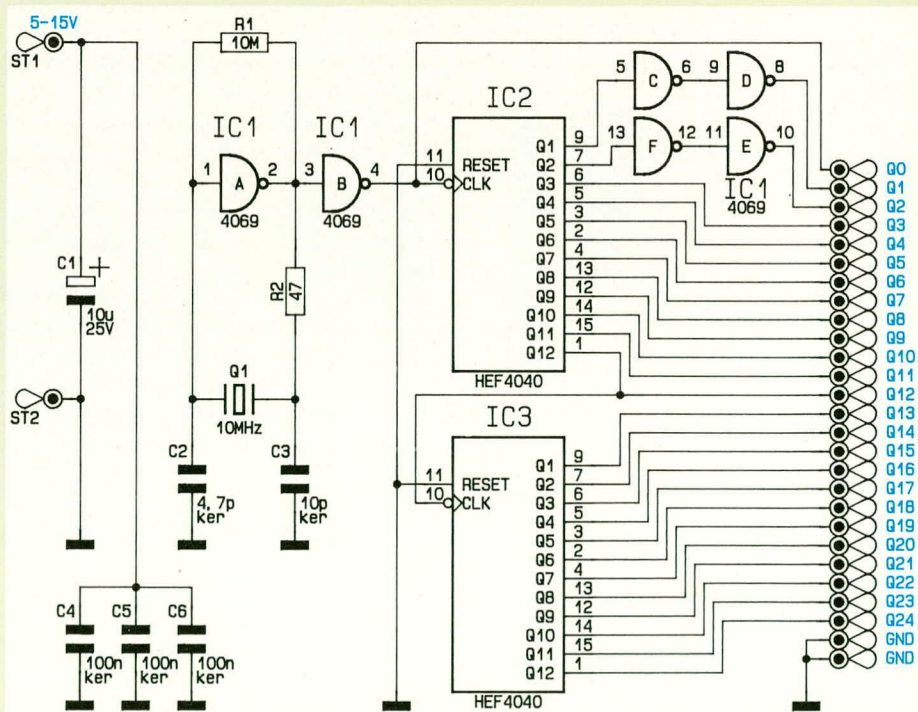 5-15V
ST1
R1
10M
IC1
IC1
1
A
2
3
B
4
4069
4069
C1
+
10u
25V
R2
47
ST2
Q1
10MHz
C2
4,7p
ker
C3
10p
ker
C4
100n
ker
C5
100n
ker
C6
100n
ker
IC2
11
RESET
10
CLK
Q1
9
Q2
7
Q3
6
Q4
5
Q5
3
Q6
2
Q7
4
Q8
13
Q9
12
Q10
14
Q11
15
Q12
1
HEF4040
5
C
6
9
D
8
13
F
12
11
E
10
IC1
4069
IC3
11
RESET
10
CLK
Q1
9
Q2
7
Q3
6
Q4
5
Q5
3
Q6
2
Q7
4
Q8
13
Q9
12
Q10
14
Q11
15
Q12
1
HEF4040
Q0
Q1
Q2
Q3
Q4
Q5
Q6
Q7
Q8
Q9
Q10
Q11
Q12
Q13
Q14
Q15
Q16
Q17
Q18
Q19
Q20
Q21
Q22
Q23
Q24
GND
GND